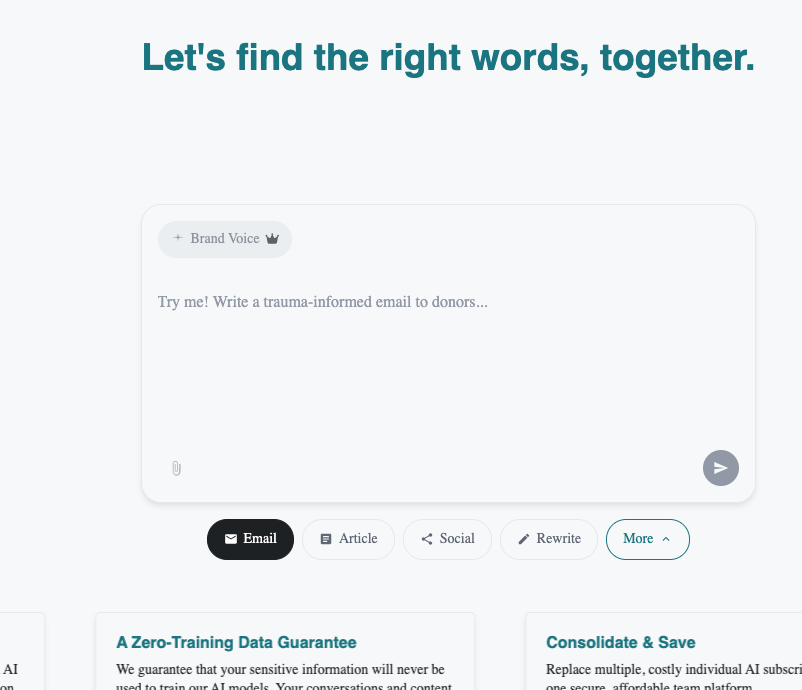 Let's find the right words, together.
Brand Voice
Try me! Write a trauma-informed email to donors...
Email
Article
Social
Rewrite
More
AI
on
A Zero-Training Data Guarantee
We guarantee that your sensitive information will never be
used to train our AI models. Your conversations and content
Consolidate & Save
Replace multiple, costly individual AI subscri
one secure, affordable team platform